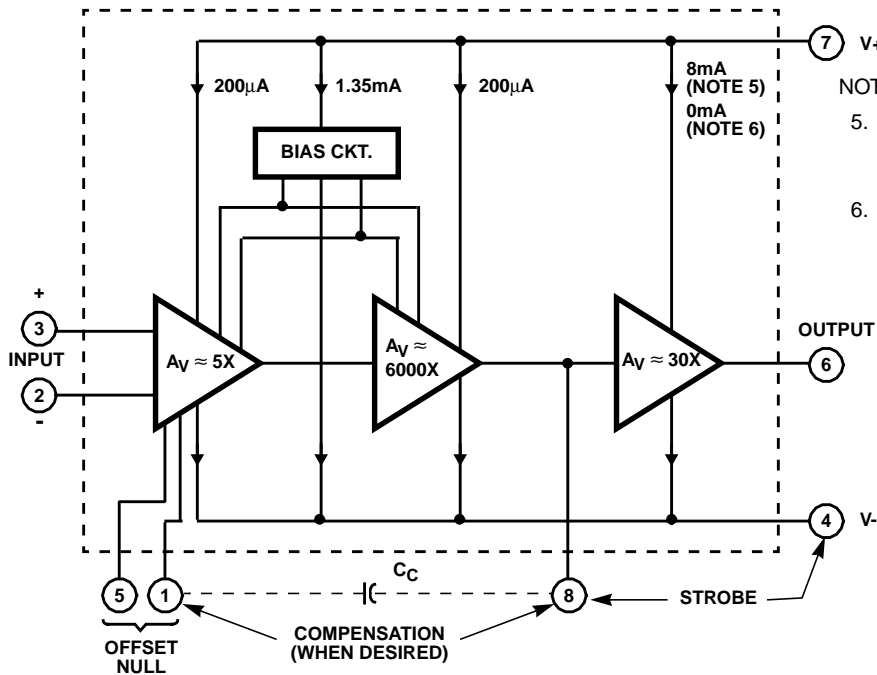 7 V+
200µA 1.35mA 200µA 8mA
(NOTE 5)
0mA
(NOTE 6)
NOT
5.
6.
BIAS CKT.
+
3
INPUT
2
-
AV ≈ 5X
AV ≈
6000X
AV ≈ 30X
OUTPUT
6
4 V-
CC
5 1 8 STROBE
OFFSET
NULL
COMPENSATION
(WHEN DESIRED)